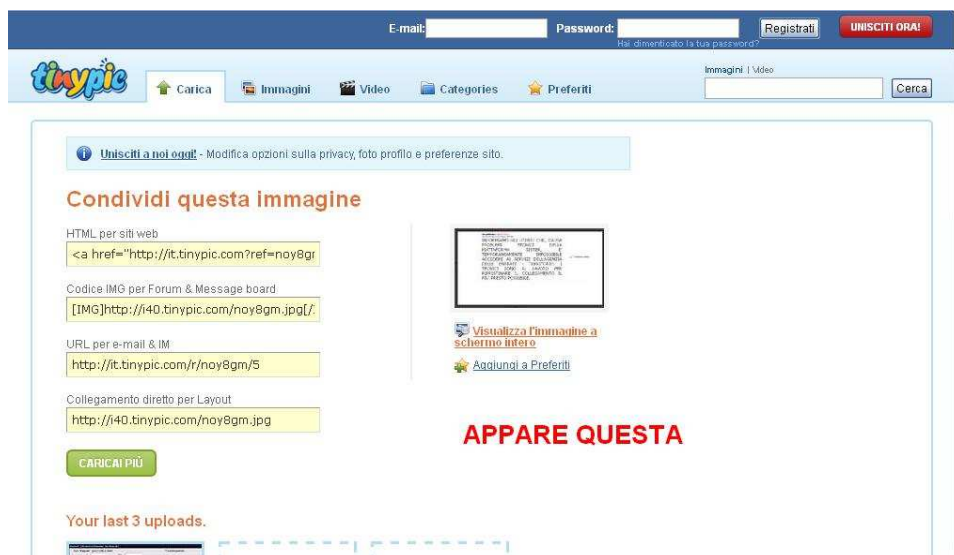 E-mail: Password: Registrati UNISCITI ORA!
Hai dimenticato la tua password?
tinypic Carica Immagini Video Categories Preferiti
Immagini | Video
Cerca
Unisciti a noi oggi! - Modifica opzioni sulla privacy, foto profilo e preferenze sito.
Condividi questa immagine
HTML per siti web
<a href="http://it.tinypic.com?ref=noy8gr
Codice IMG per Forum & Message board
[IMG]http://i40.tinypic.com/noy8gm.jpg[/
URL per e-mail & IM
http://it.tinypic.com/r/noy8gm/5
Collegamento diretto per Layout
http://i40.tinypic.com/noy8gm.jpg
CARICAI PIÙ
Visualizza l'immagine a
schermo intero
Aggiungi a Preferiti
APPARE QUESTA
Your last 3 uploads.